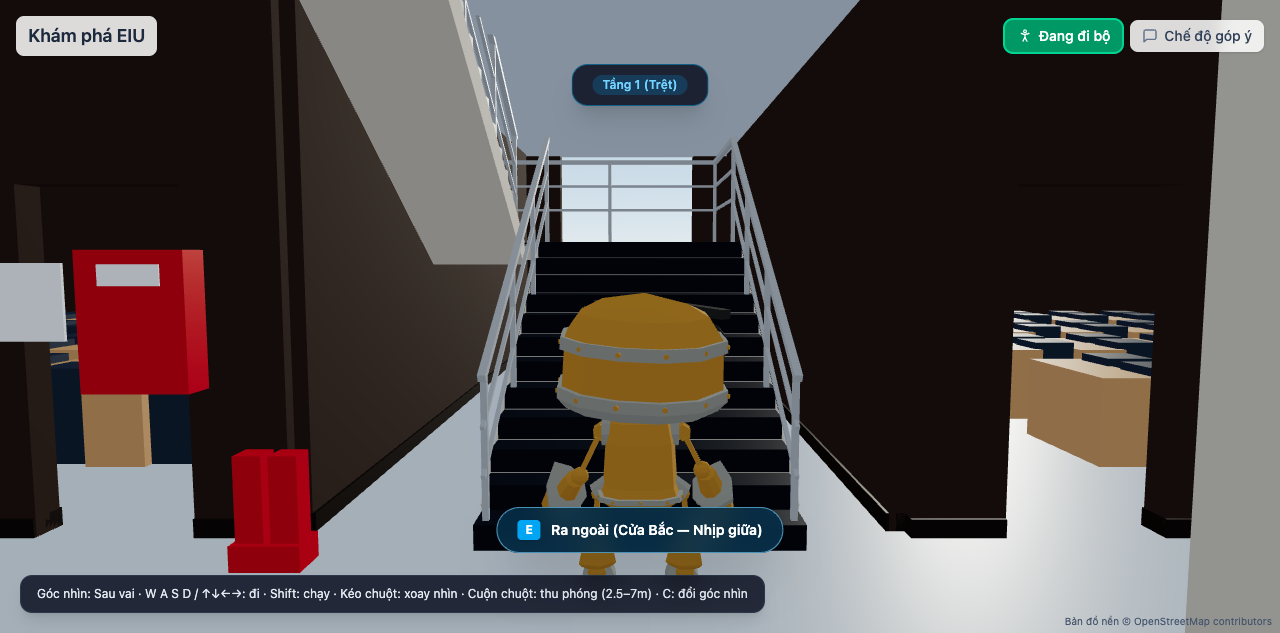 Khám phá EIU
Đang đi bộ
Chế độ góp ý
Tầng 1 (Trệt)
E Ra ngoài (Cửa Bắc — Nhịp giữa)
Góc nhìn: Sau vai · W A S D / ↑↓←→: đi · Shift: chạy · Kéo chuột: xoay nhìn · Cuộn chuột: thu phóng (2.5–7m) · C: đổi góc nhìn
Bản đồ nền © OpenStreetMap contributors